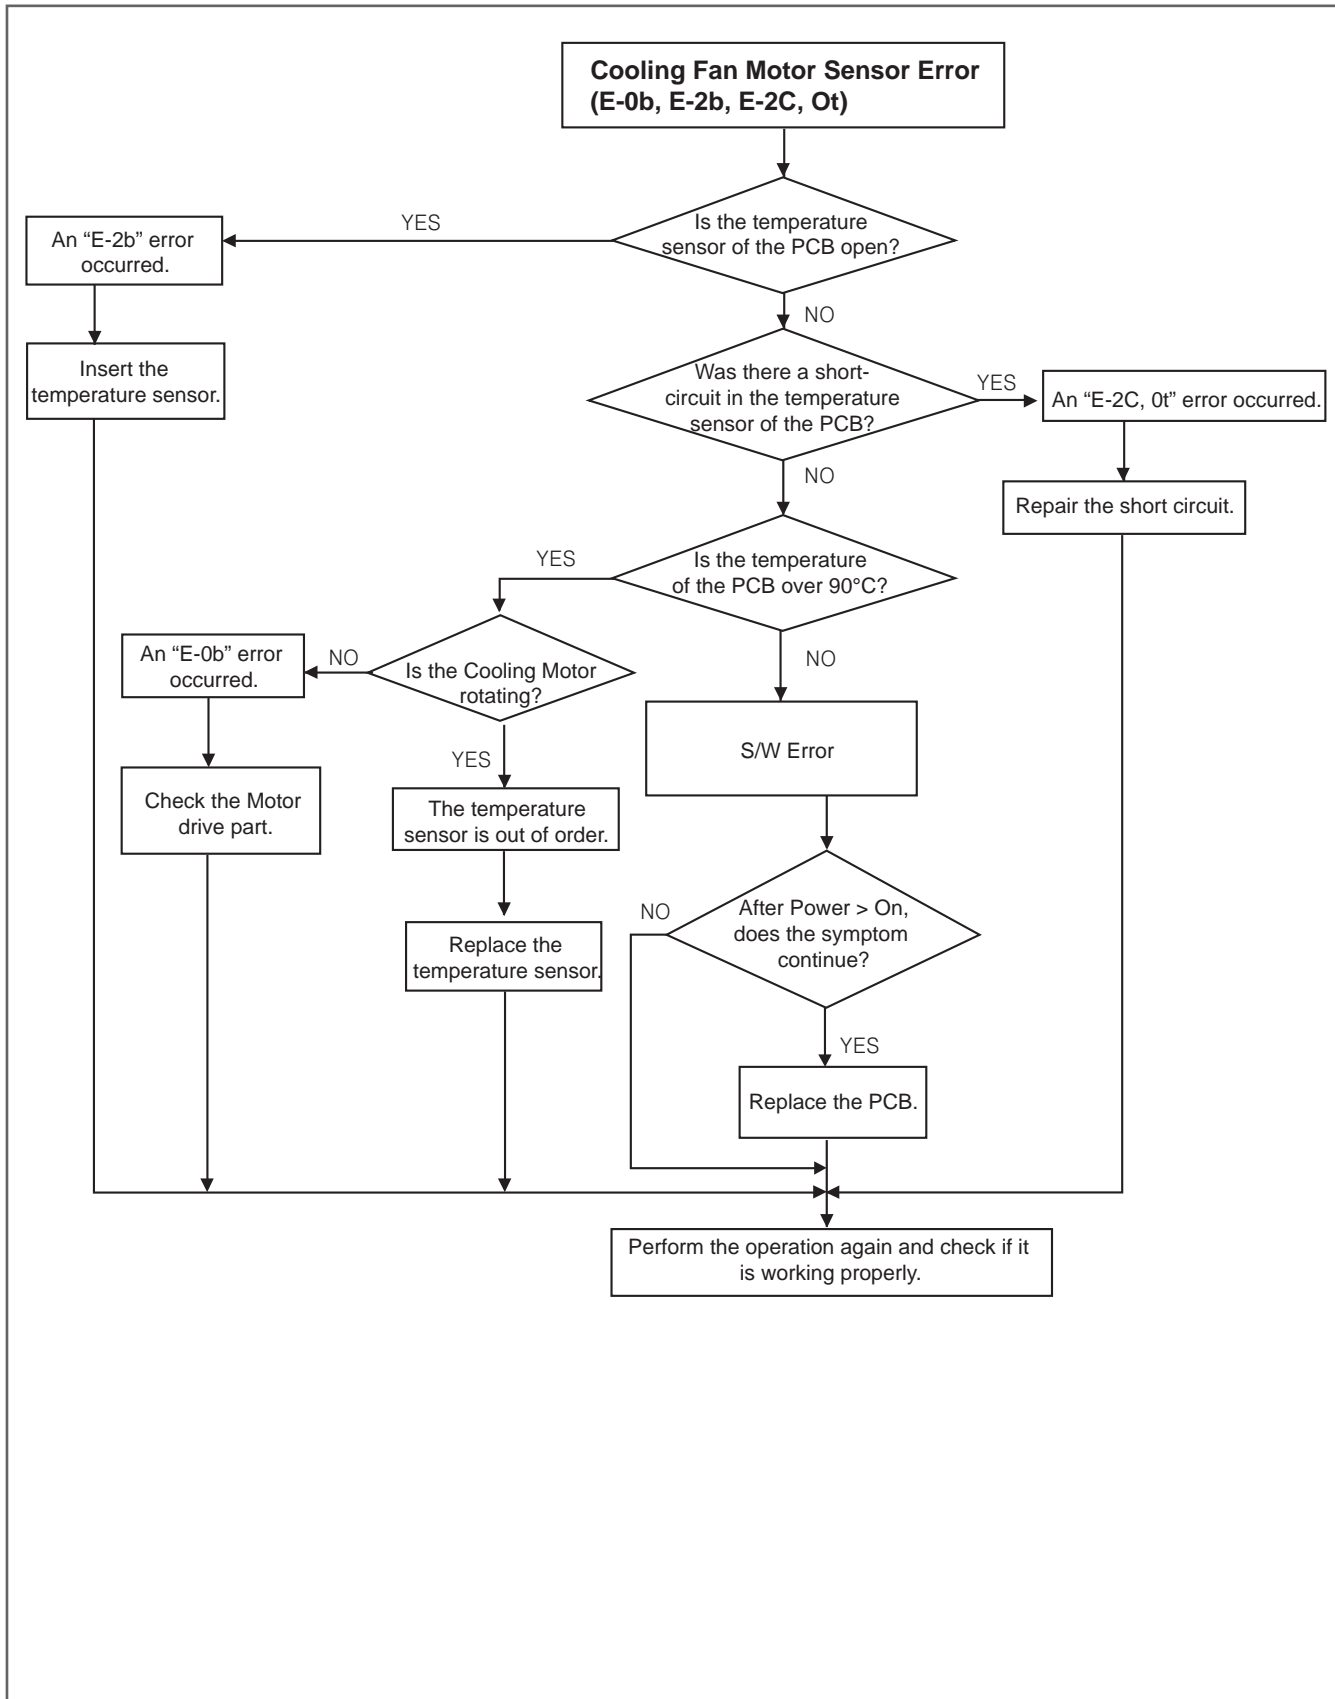 Cooling Fan Motor Sensor Error
(E-0b, E-2b, E-2C, Ot)
YES
Is the temperature
sensor of the PCB open?
An “E-2b” error
occurred.
NO
Insert the
temperature sensor.
Was there a short-
circuit in the temperature
sensor of the PCB?
YES
An “E-2C, 0t” error occurred.
NO
Repair the short circuit.
YES
Is the temperature
of the PCB over 90°C?
An “E-0b” error
occurred.
NO
Is the Cooling Motor
rotating?
NO
S/W Error
YES
Check the Motor
drive part.
The temperature
sensor is out of order.
NO
After Power > On,
does the symptom
continue?
Replace the
temperature sensor.
YES
Replace the PCB.
Perform the operation again and check if it
is working properly.